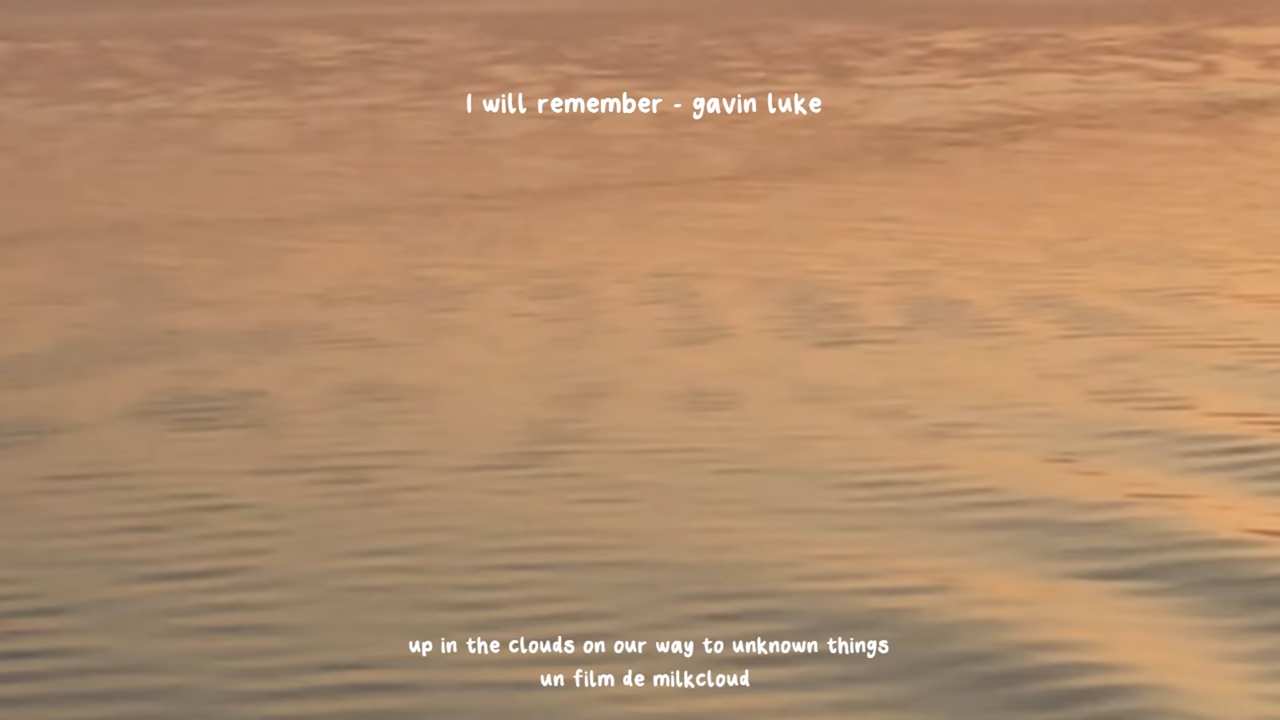 I will remember - gavin luke
up in the clouds on our way to unknown things
un film de milkcloud